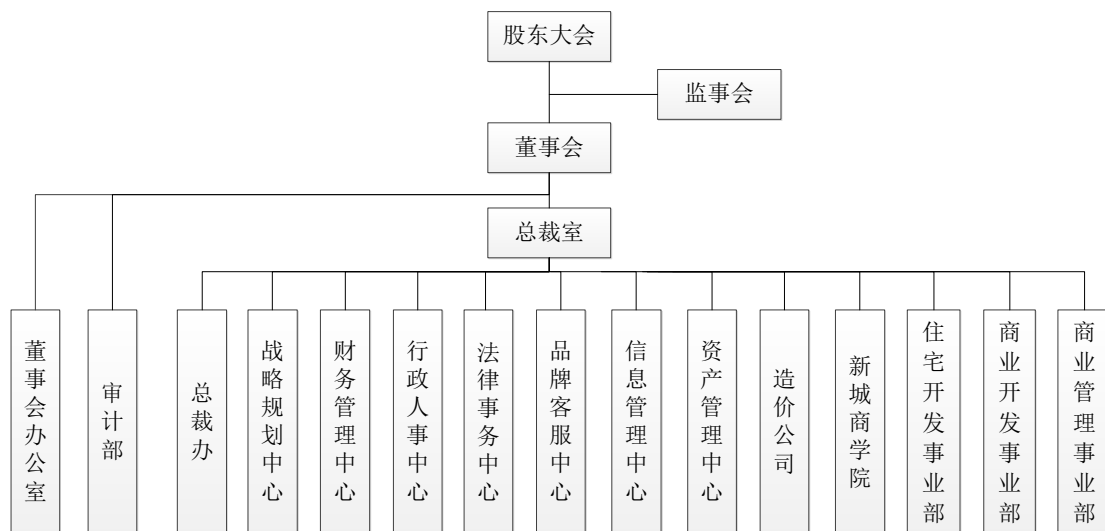 股东大会
监事会
董事会
总裁室
董事会办公室
审计部
总裁办
战略规划中心
财务管理中心
行政人事中心
法律事务中心
品牌客服中心
信息管理中心
资产管理中心
造价公司
新城商学院
住宅开发事业部
商业开发事业部
商业管理事业部